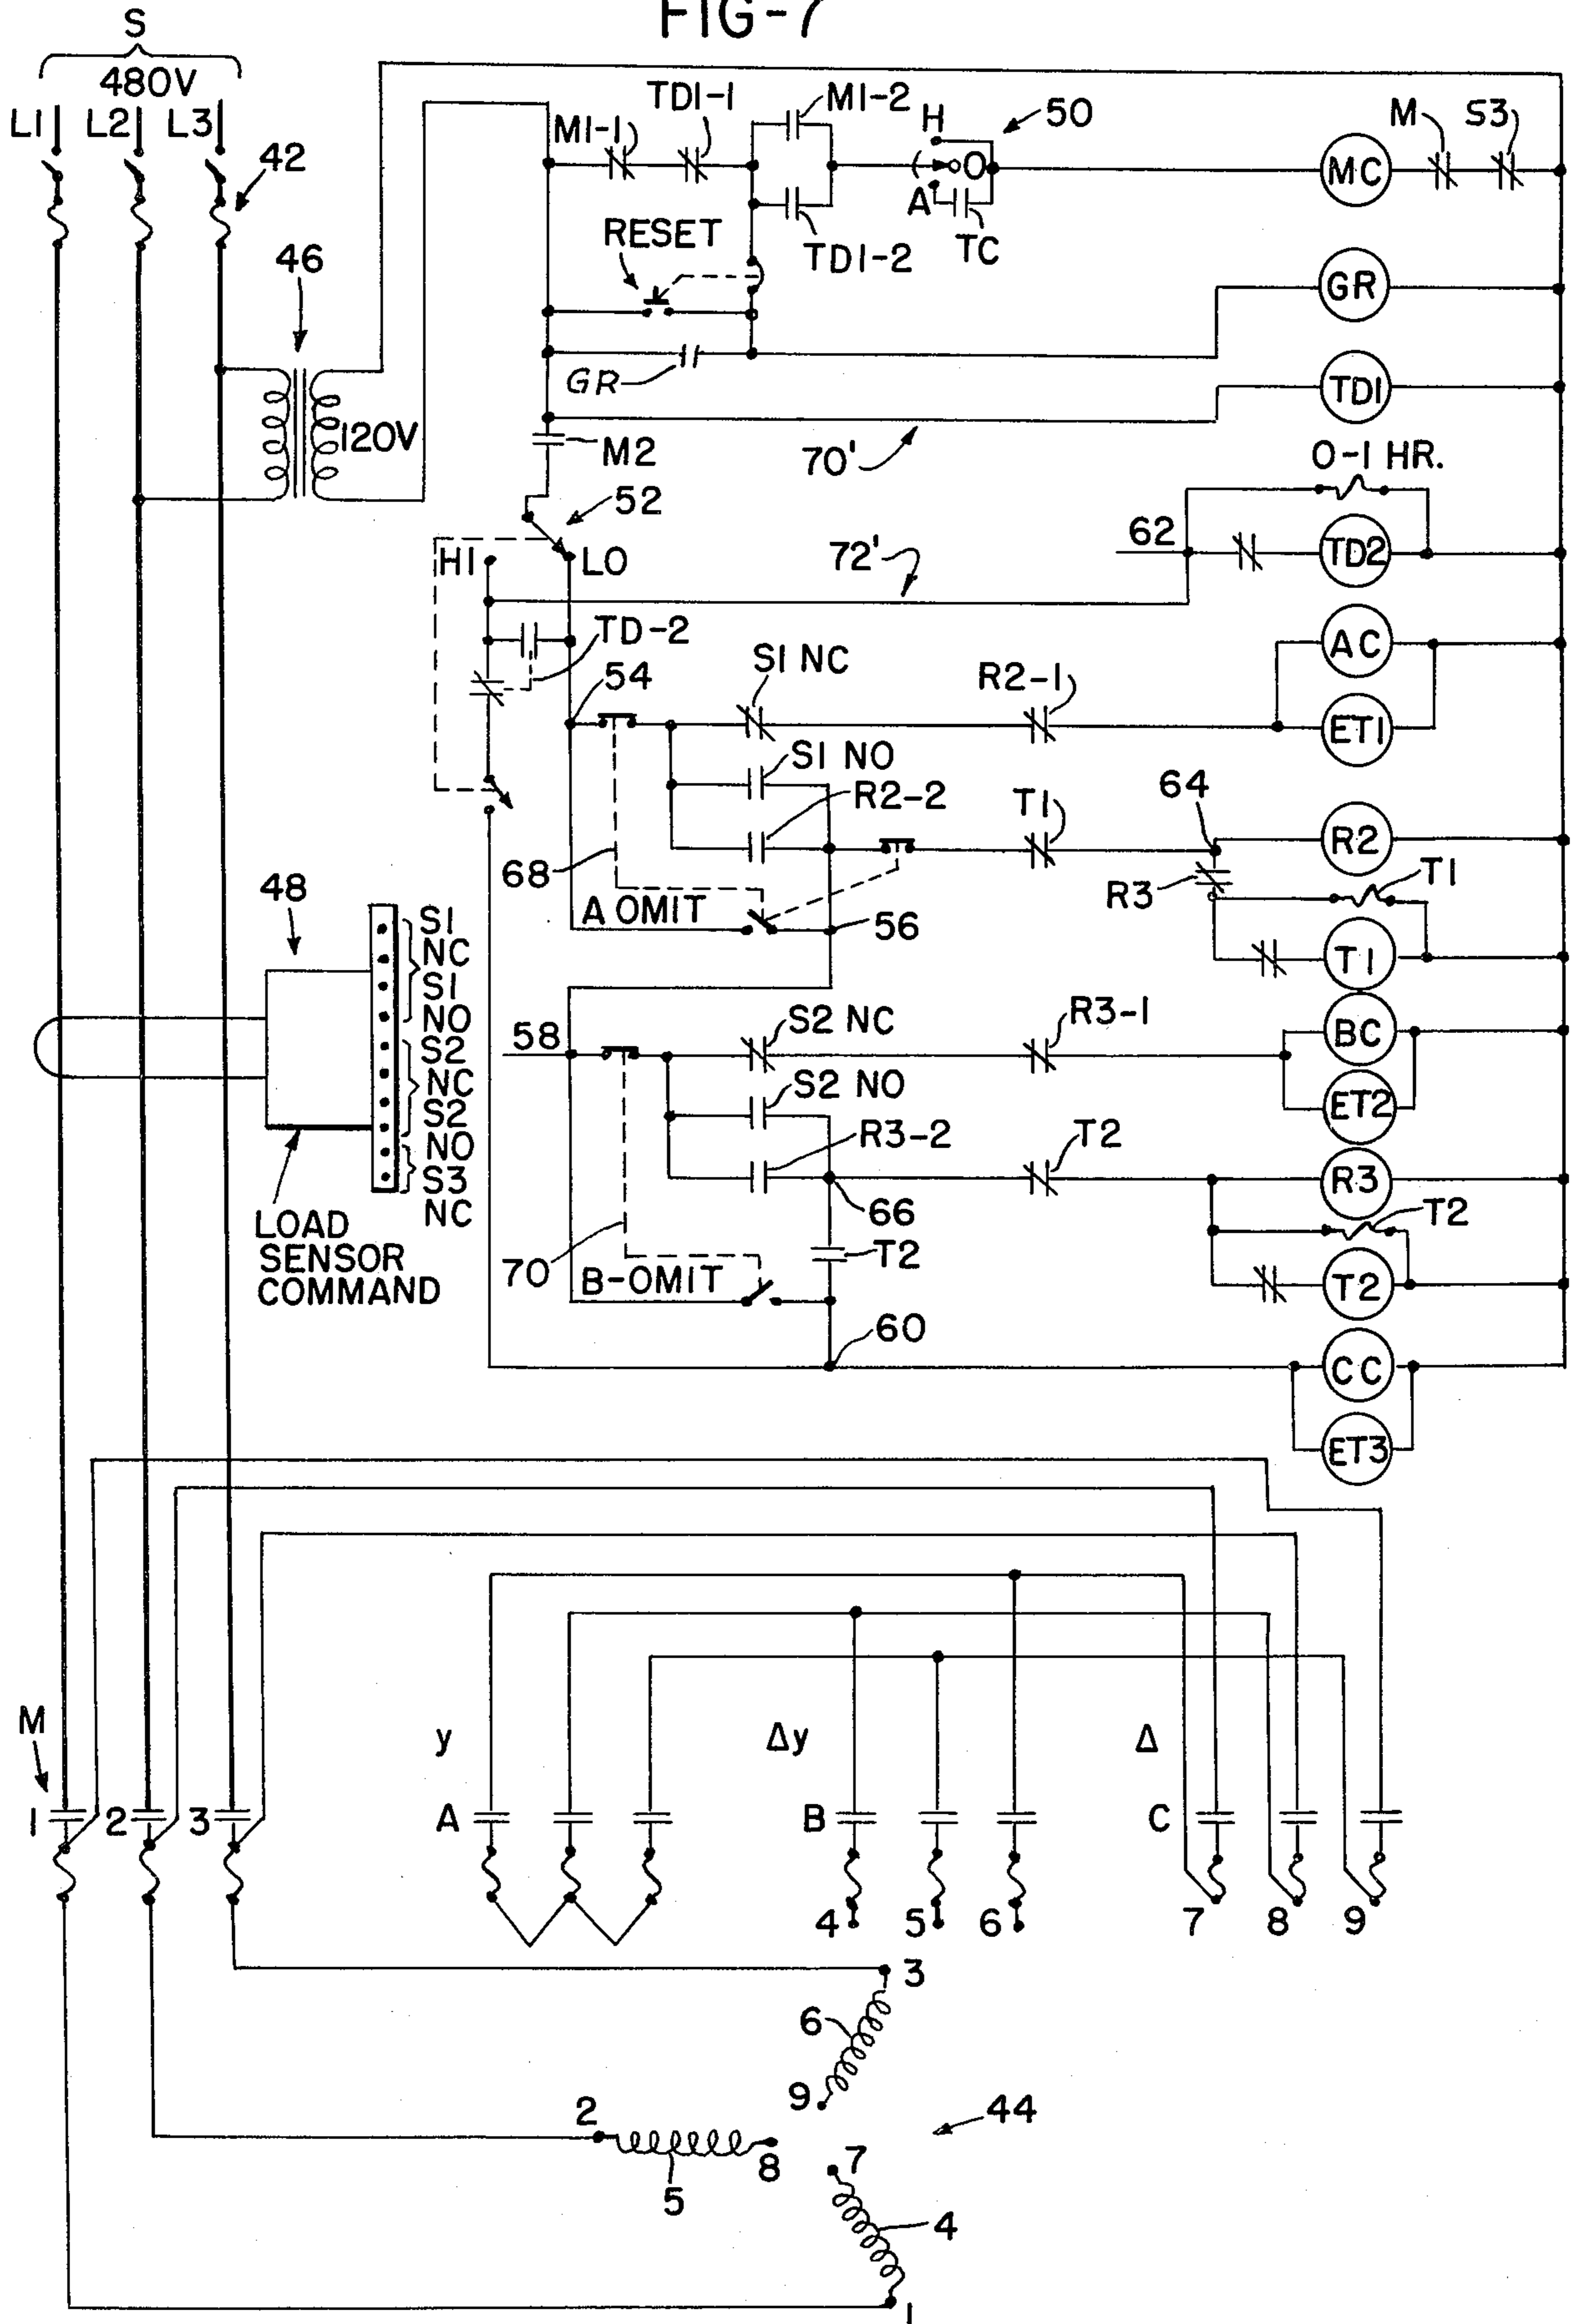 FIG-7
S
480V
L1 L2 L3
42
46
120V
M1-1
TD1-1
M1-2
H
50
O
A
TC
TD1-2
RESET
GR
MC
M
S3
GR
TD1
70'
M2
52
HI
LO
72'
0-1 HR.
62
TD2
TD-2
54
S1 NC
R2-1
AC
ET1
S1 NO
R2-2
T1
64
R2
68
A OMIT
56
R3
T1
T1
48
S1
NC
S1
NO
S2
NC
S2
NO
S3
NC
LOAD
SENSOR
COMMAND
58
S2 NC
R3-1
BC
ET2
S2 NO
R3-2
T2
R3
66
T2
T2
70
B-OMIT
T2
60
CC
ET3
M
y
Δy
Δ
1 2 3
A
B
C
4 5 6
7 8 9
3
6
9
2
5
8
44
7
4
1